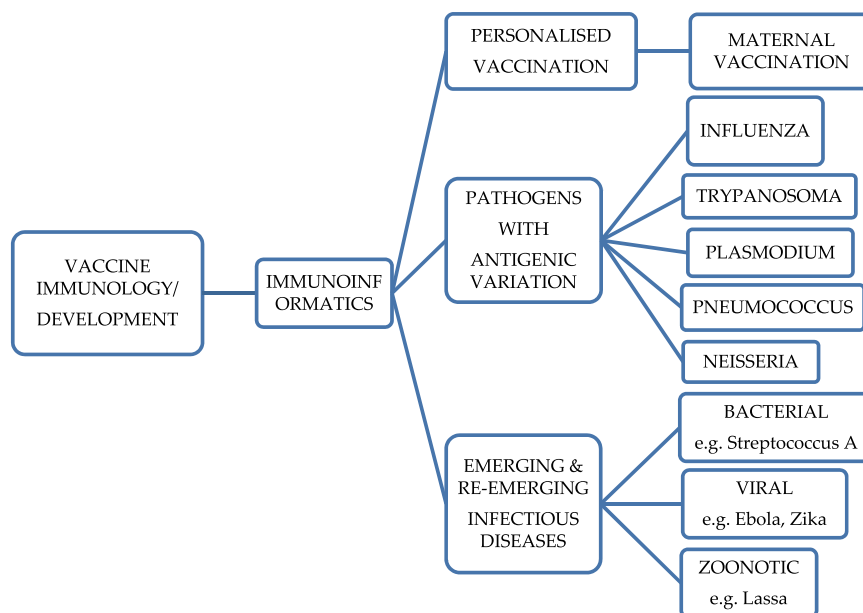 VACCINE
IMMUNOLOGY/
DEVELOPMENT
IMMUNOINF
ORMATICS
PERSONALISED
VACCINATION
MATERNAL
VACCINATION
PATHOGENS
WITH
ANTIGENIC
VARIATION
INFLUENZA
TRYPANOSOMA
PLASMODIUM
PNEUMOCOCCUS
NEISSERIA
EMERGING &
RE-EMERGING
INFECTIOUS
DISEASES
BACTERIAL
e.g. Streptococcus A
VIRAL
e.g. Ebola, Zika
ZOONOTIC
e.g. Lassa